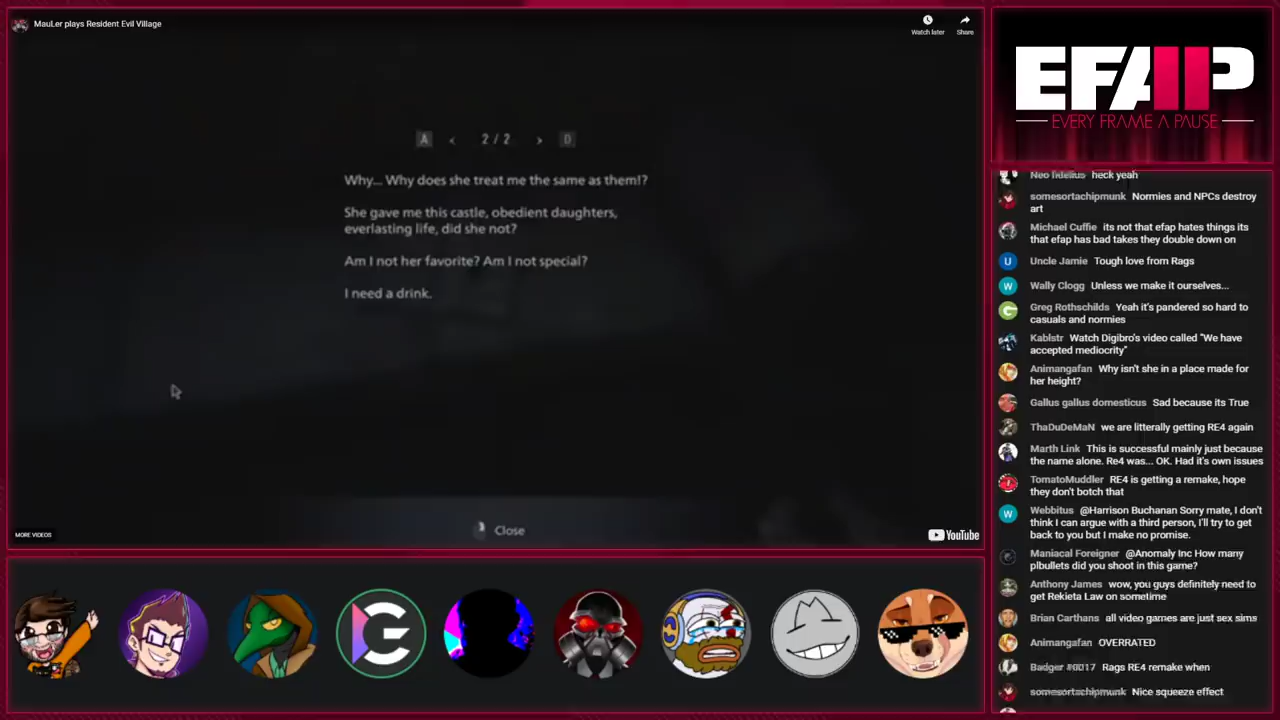 MauLer plays Resident Evil Village
Watch later
Share
A < 2 / 2 > D
Why... Why does she treat me the same as them!?
She gave me this castle, obedient daughters,
everlasting life, did she not?
Am I not her favorite? Am I not special?
I need a drink.
Close
MORE VIDEOS
YouTube
EFAP
EVERY FRAME A PAUSE
Neo fidelius heck yeah
somesortachipmunk Normies and NPCs destroy
art
Michael Cuffie its not that efap hates things its
that efap has bad takes they double down on
U
Uncle Jamie Tough love from Rags
W
Wally Clogg Unless we make it ourselves...
Greg Rothschilds Yeah it's pandered so hard to
casuals and normies
Kablstr Watch Digibro's video called "We have
accepted mediocrity"
Animangafan Why isn't she in a place made for
her height?
Gallus gallus domesticus Sad because its True
ThaDuDeMaN we are litterally getting RE4 again
Marth Link This is successful mainly just because
the name alone. Re4 was... OK. Had it's own issues
TomatoMuddler RE4 is getting a remake, hope
they don't botch that
W
Webbitus @Harrison Buchanan Sorry mate, I don't
think I can argue with a third person, I'll try to get
back to you but I make no promise.
Maniacal Foreigner @Anomaly Inc How many
plbullets did you shoot in this game?
Anthony James wow, you guys definitely need to
get Rekieta Law on sometime
Brian Carthans all video games are just sex sims
Animangafan OVERRATED
Badger #0017 Rags RE4 remake when
somesortachipmunk Nice squeeze effect